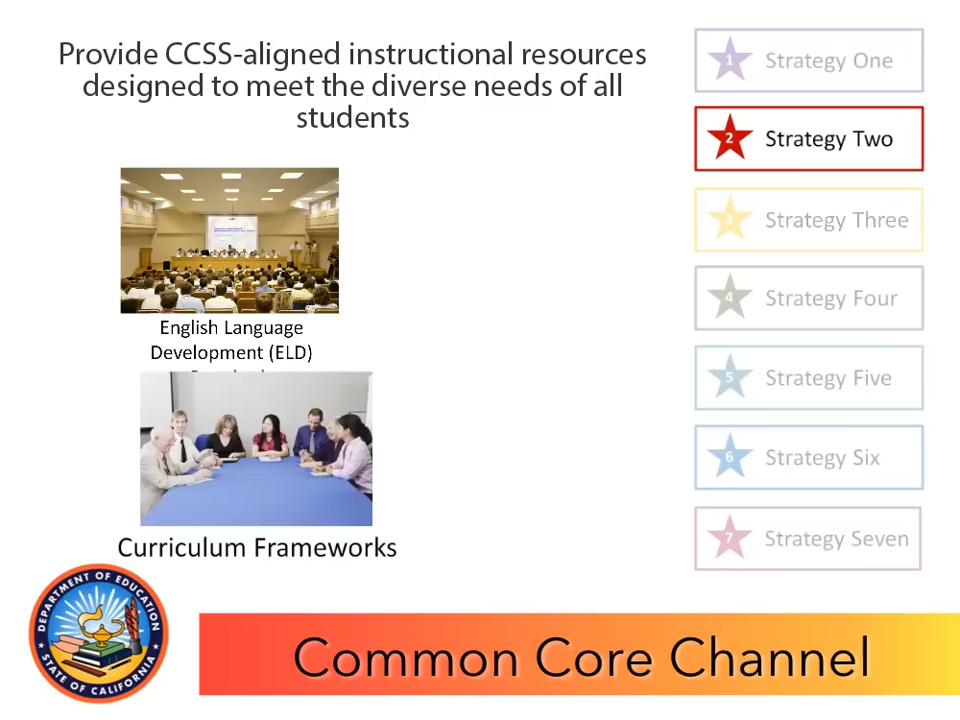 Provide CCSS-aligned instructional resources
designed to meet the diverse needs of all
students
1 Strategy One
2 Strategy Two
3 Strategy Three
4 Strategy Four
5 Strategy Five
6 Strategy Six
7 Strategy Seven
English Language
Development (ELD)
Curriculum Frameworks
DEPARTMENT OF EDUCATION
STATE OF CALIFORNIA
Common Core Channel